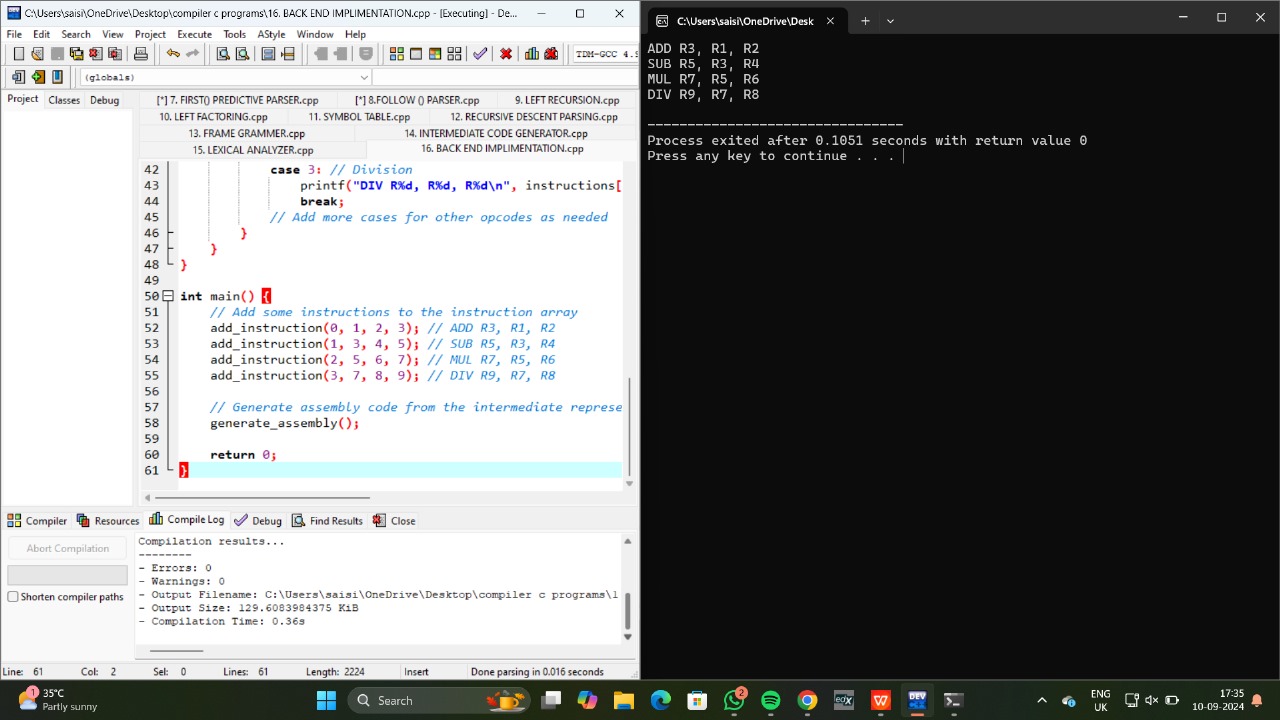 C:\Users\saisi\OneDrive\Desktop\compiler c programs\16. BACK END IMPLIMENTATION.cpp - [Executing] - De...
File Edit Search View Project Execute Tools AStyle Window Help
TDM-GCC 4.9
(globals)
Project Classes Debug
[*] 7. FIRST() PREDICTIVE PARSER.cpp [*] 8.FOLLOW () PARSER.cpp 9. LEFT RECURSION.cpp
10. LEFT FACTORING.cpp 11. SYMBOL TABLE.cpp 12. RECURSIVE DESCENT PARSING.cpp
13. FRAME GRAMMER.cpp 14. INTERMEDIATE CODE GENERATOR.cpp
15. LEXICAL ANALYZER.cpp 16. BACK END IMPLIMENTATION.cpp
42 case 3: // Division
43 printf("DIV R%d, R%d, R%d\n", instructions[
44 break;
45 // Add more cases for other opcodes as needed
46 }
47 }
48 }
49
50 int main() {
51 // Add some instructions to the instruction array
52 add_instruction(0, 1, 2, 3); // ADD R3, R1, R2
53 add_instruction(1, 3, 4, 5); // SUB R5, R3, R4
54 add_instruction(2, 5, 6, 7); // MUL R7, R5, R6
55 add_instruction(3, 7, 8, 9); // DIV R9, R7, R8
56
57 // Generate assembly code from the intermediate represe
58 generate_assembly();
59
60 return 0;
61 }
Compiler Resources Compile Log Debug Find Results Close
Abort Compilation
Shorten compiler paths
Compilation results...
--------
- Errors: 0
- Warnings: 0
- Output Filename: C:\Users\saisi\OneDrive\Desktop\compiler c programs\1
- Output Size: 129.6083984375 KiB
- Compilation Time: 0.36s
Line: 61 Col: 2 Sel: 0 Lines: 61 Length: 2224 Insert Done parsing in 0.016 seconds
C:\Users\saisi\OneDrive\Desk
ADD R3, R1, R2
SUB R5, R3, R4
MUL R7, R5, R6
DIV R9, R7, R8
--------------------------------
Process exited after 0.1051 seconds with return value 0
Press any key to continue . . .
1
35°C
Partly sunny
Search
2
edX
W
DEV
ENG
UK
17:35
10-09-2024